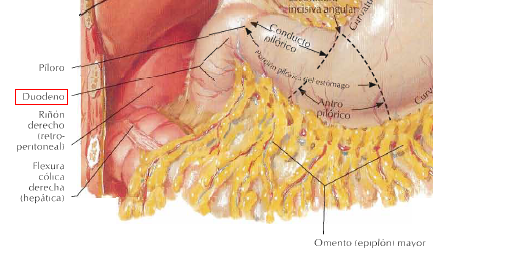 incisiva angular
Conducto
pilórico
Porción pilórica del estómago
Antro
pilórico
Píloro
Duodeno
Riñón
derecho
(retro-
peritoneal)
Flexura
cólica
derecha
(hepática)
Omento (epiplón) mayor